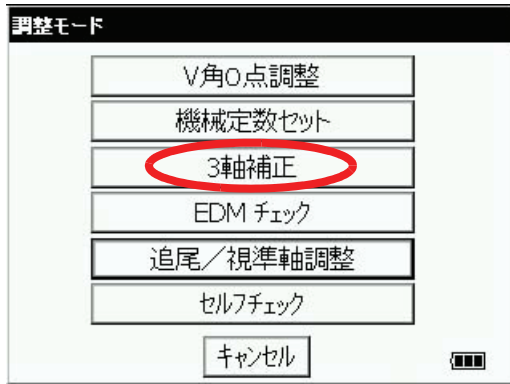 調整モード
V角0点調整
機械定数セット
3軸補正
EDM チェック
追尾／視準軸調整
セルフチェック
キャンセル